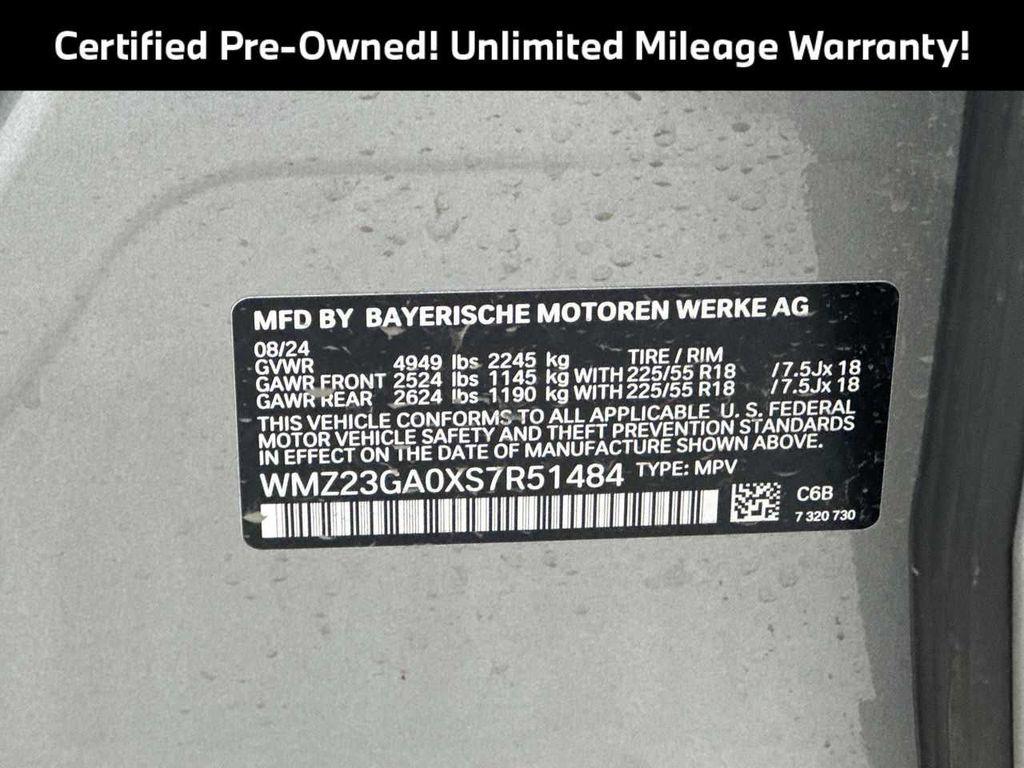 Certified Pre-Owned! Unlimited Mileage Warranty!
MFD BY BAYERISCHE MOTOREN WERKE AG
08/24
GVWR 4949 lbs 2245 kg TIRE / RIM
GAWR FRONT 2524 lbs 1145 kg WITH 225/55 R18 /7.5Jx 18
GAWR REAR 2624 lbs 1190 kg WITH 225/55 R18 /7.5Jx 18
THIS VEHICLE CONFORMS TO ALL APPLICABLE U. S. FEDERAL
MOTOR VEHICLE SAFETY AND THEFT PREVENTION STANDARDS
IN EFFECT ON THE DATE OF MANUFACTURE SHOWN ABOVE.
WMZ23GA0XS7R51484 TYPE: MPV
C6B
7 320 730